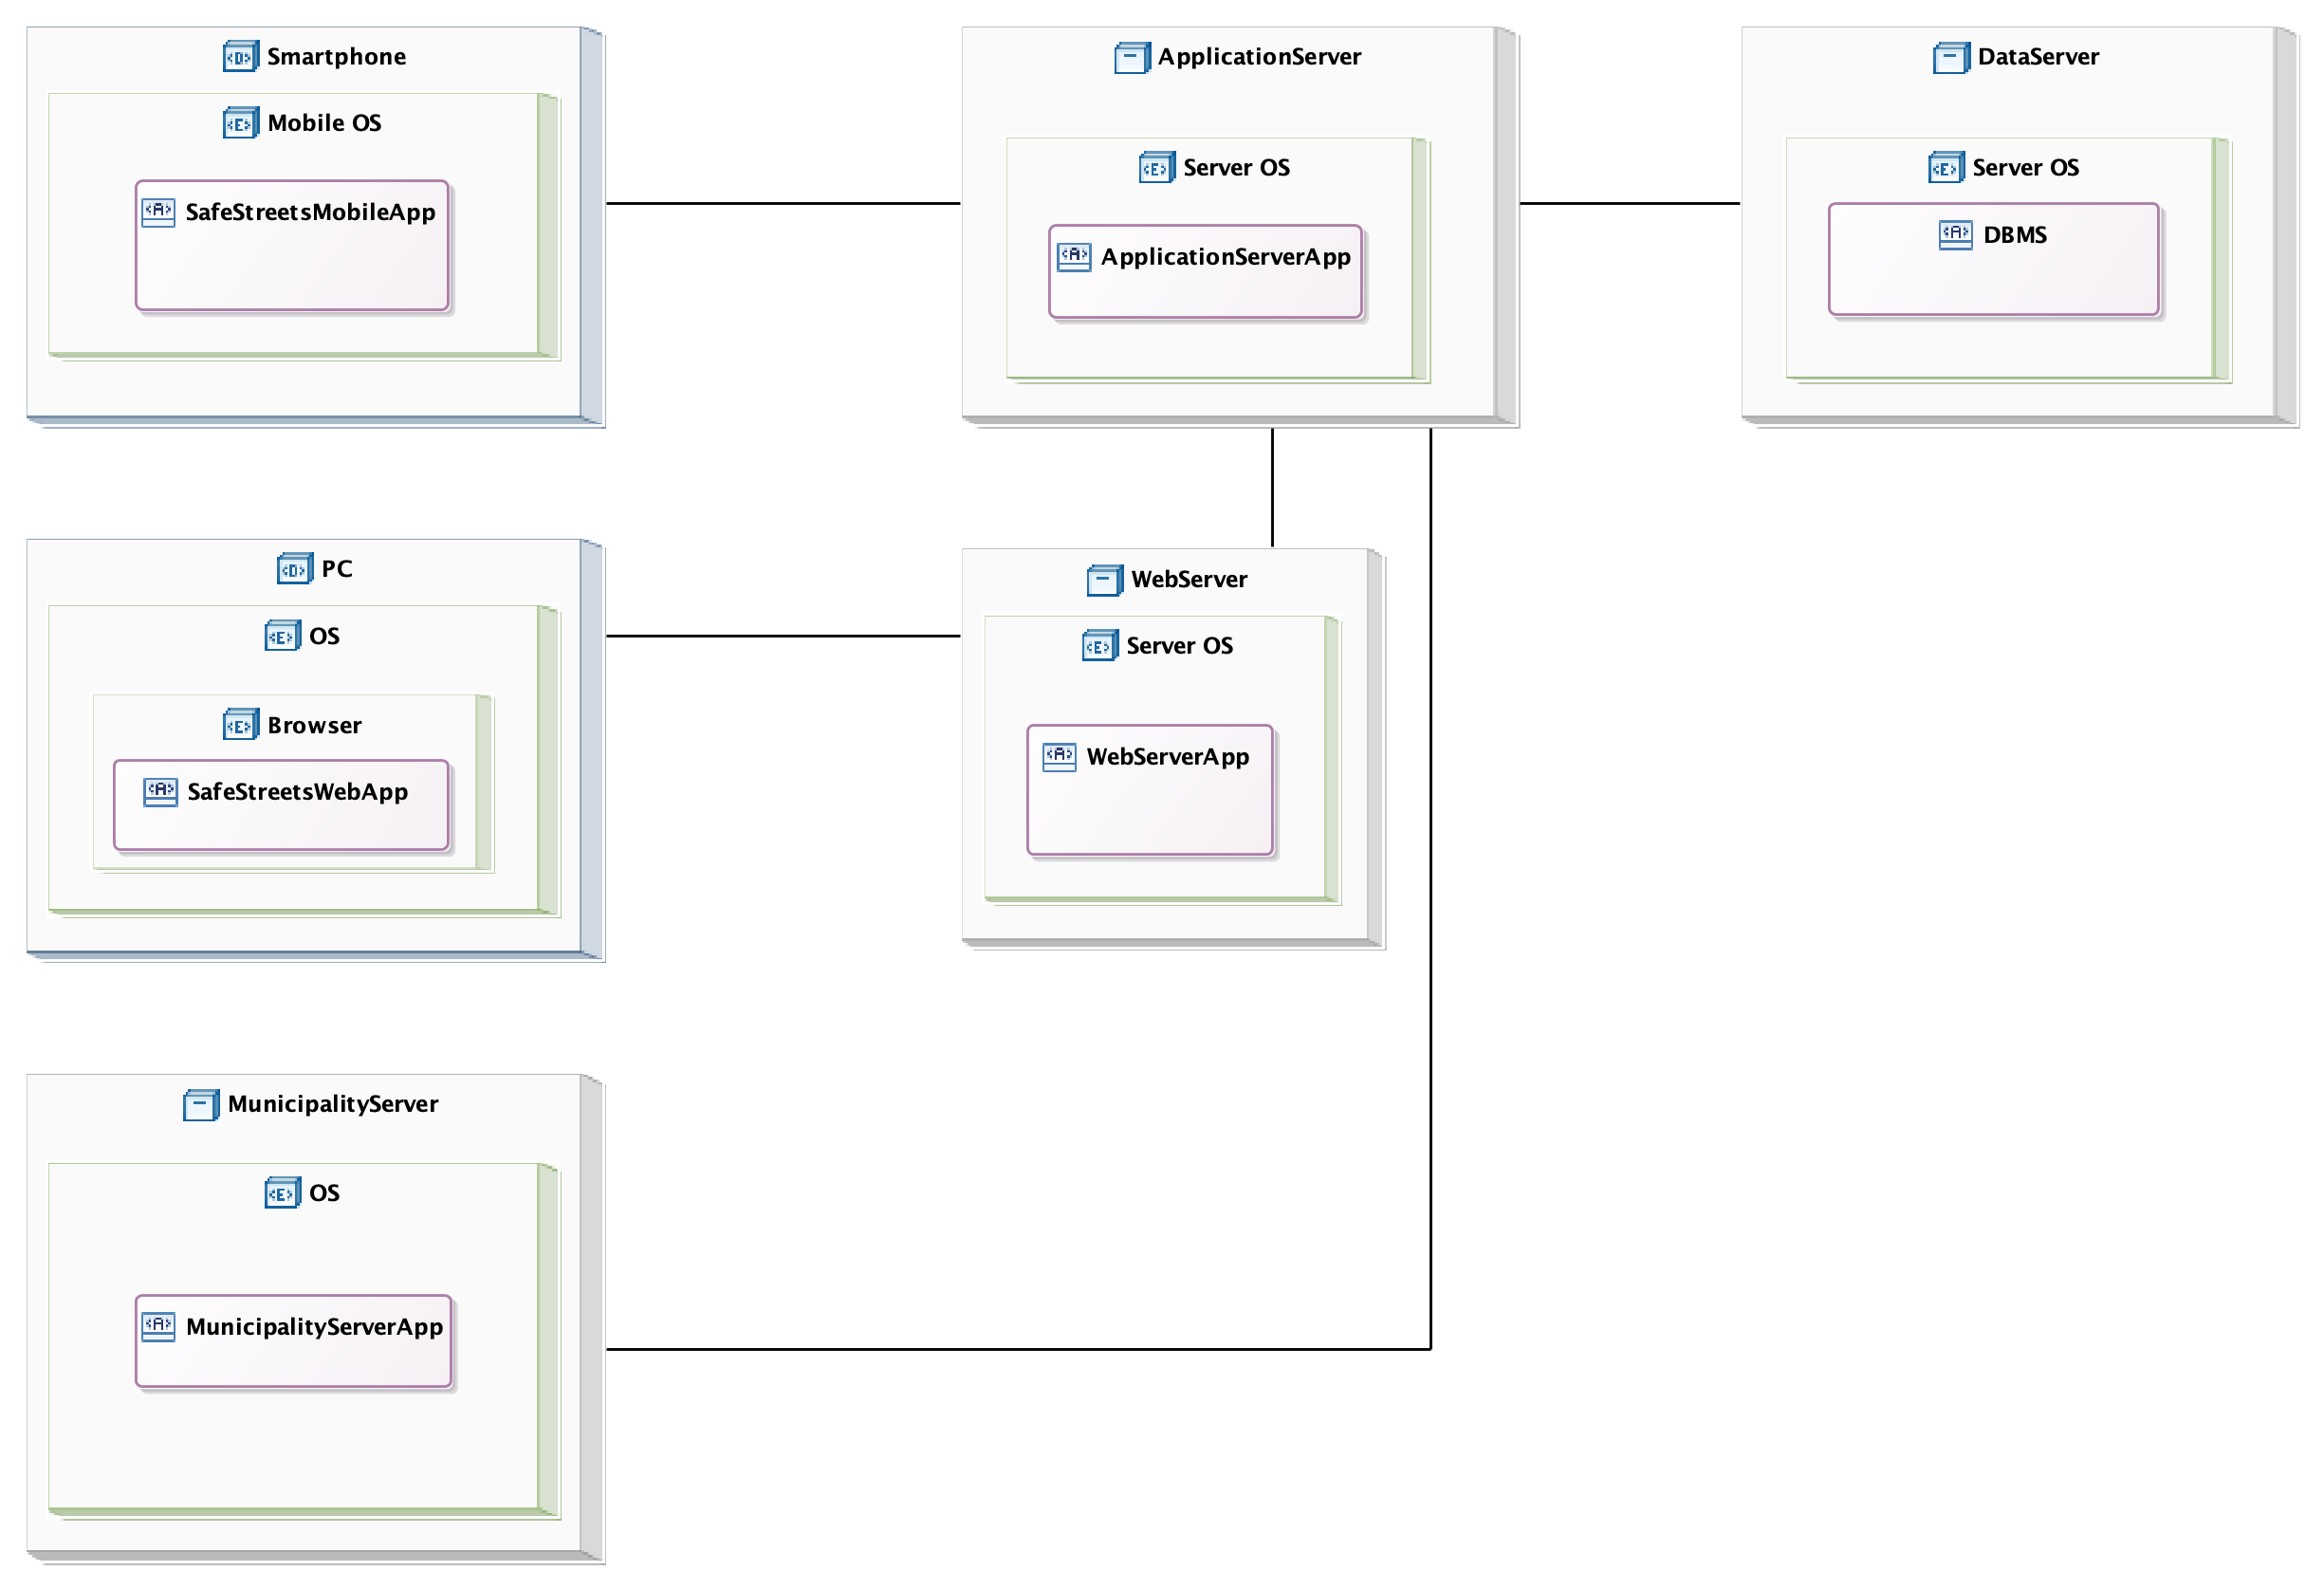 Smartphone
Mobile OS
<A> SafeStreetsMobileApp
ApplicationServer
<E> Server OS
<A> ApplicationServerApp
DataServer
<E> Server OS
<A> DBMS
<D> PC
<E> OS
<E> Browser
<A> SafeStreetsWebApp
WebServer
<E> Server OS
<A> WebServerApp
MunicipalityServer
<E> OS
<A> MunicipalityServerApp